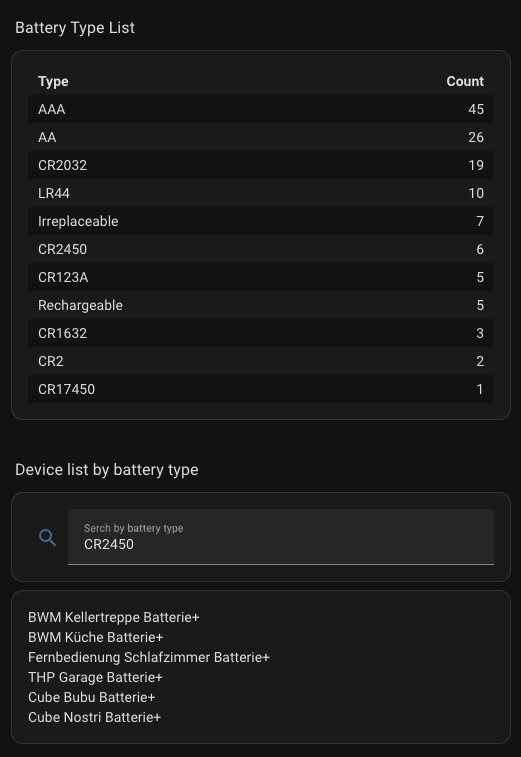 Battery Type List
Type Count
AAA 45
AA 26
CR2032 19
LR44 10
Irreplaceable 7
CR2450 6
CR123A 5
Rechargeable 5
CR1632 3
CR2 2
CR17450 1
Device list by battery type
Serch by battery type
CR2450
BWM Kellertreppe Batterie+
BWM Küche Batterie+
Fernbedienung Schlafzimmer Batterie+
THP Garage Batterie+
Cube Bubu Batterie+
Cube Nostri Batterie+